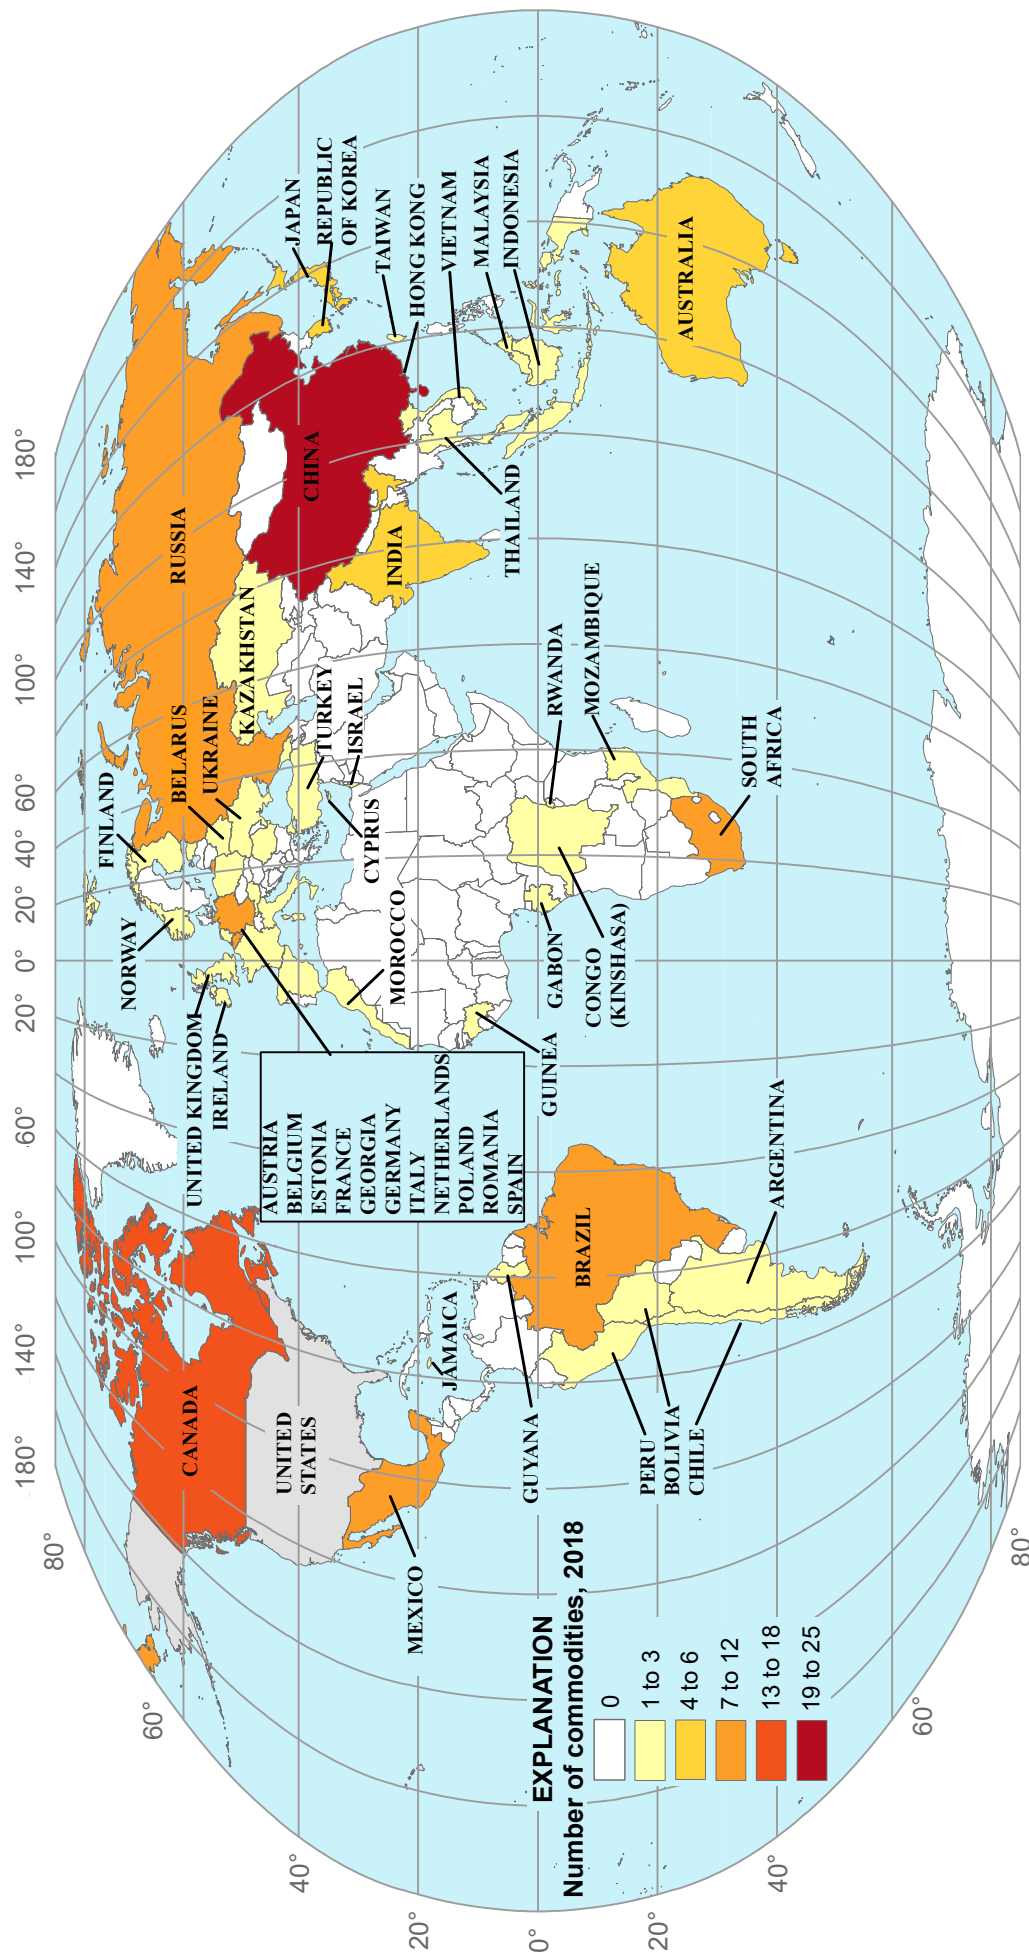 80°
60°
40°
20°
0°
20°
40°
60°
80°
180°
140°
100°
60°
20°
0°
20°
40°
60°
100°
140°
180°
CANADA
UNITED
STATES
MEXICO
JAMAICA
GUYANA
BRAZIL
PERU
BOLIVIA
CHILE
ARGENTINA
NORWAY
FINLAND
UNITED KINGDOM
IRELAND
BELARUS
UKRAINE
AUSTRIA
BELGIUM
ESTONIA
FRANCE
GEORGIA
GERMANY
ITALY
NETHERLANDS
POLAND
ROMANIA
SPAIN
RUSSIA
KAZAKHSTAN
TURKEY
ISRAEL
CYPRUS
MOROCCO
GUINEA
GABON
CONGO
(KINSHASA)
RWANDA
MOZAMBIQUE
SOUTH
AFRICA
CHINA
INDIA
THAILAND
JAPAN
REPUBLIC
OF KOREA
TAIWAN
HONG KONG
VIETNAM
MALAYSIA
INDONESIA
AUSTRALIA
EXPLANATION
Number of commodities, 2018
0
1 to 3
4 to 6
7 to 12
13 to 18
19 to 25